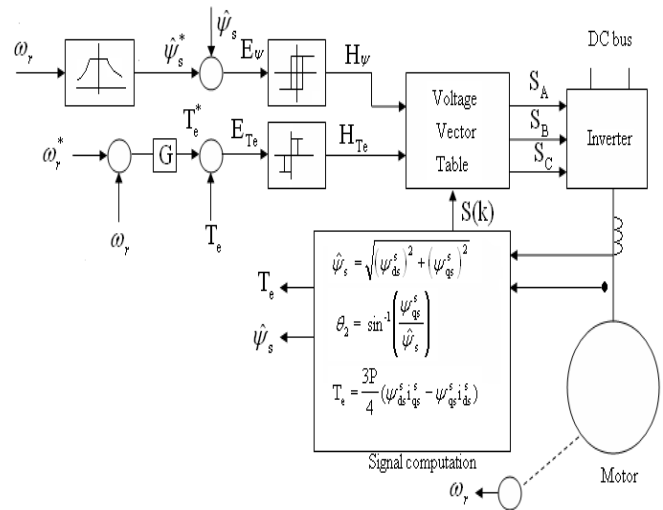 DC bus
ω_r
ψ̂_s^*
ψ̂_s
E_ψ
H_ψ
Voltage
Vector
Table
S_A
S_B
S_C
Inverter
ω_r^*
ω_r
G
T_e^*
T_e
E_Te
H_Te
S(k)
ψ̂_s = √((ψ_ds^s)^2 + (ψ_qs^s)^2)
θ_2 = sin^-1(ψ_qs^s / ψ̂_s)
T_e = 3P/4 (ψ_ds^s i_qs^s − ψ_qs^s i_ds^s)
T_e
ψ̂_s
Signal computation
Motor
ω_r